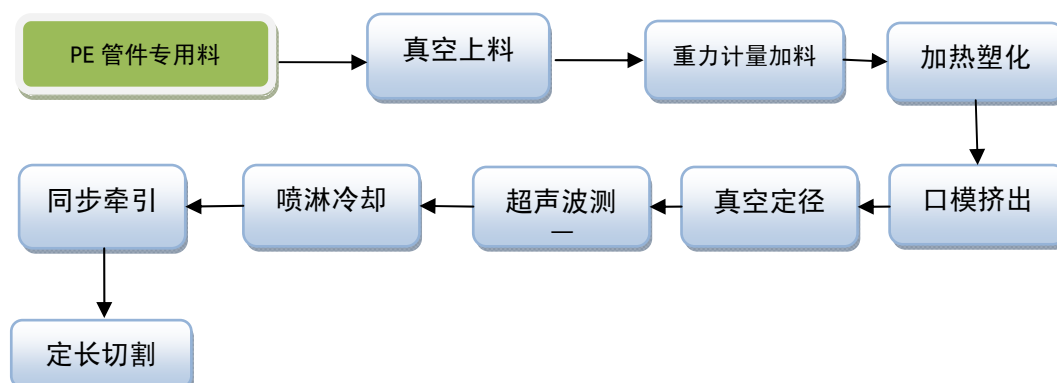 PE 管件专用料
真空上料
重力计量加料
加热塑化
同步牵引
喷淋冷却
超声波测
真空定径
口模挤出
定长切割